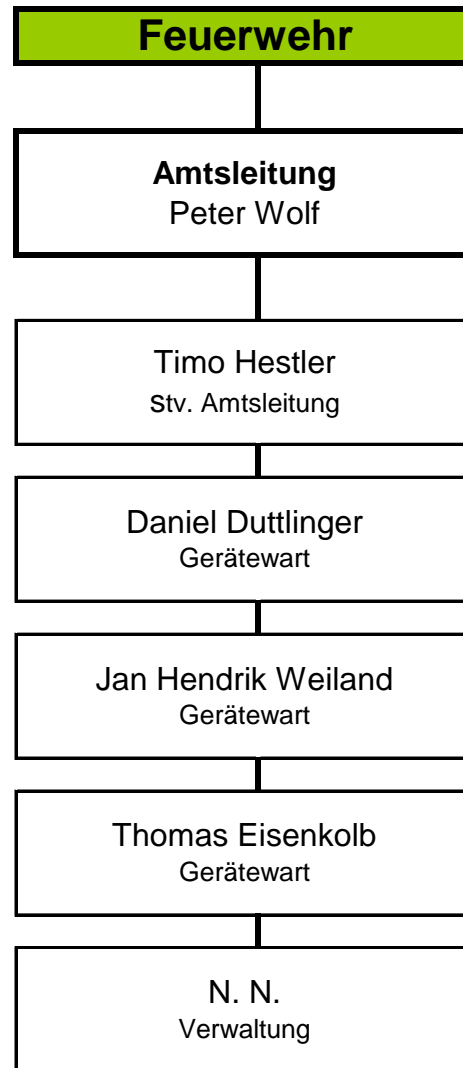 Feuerwehr
Amtsleitung
Peter Wolf
Timo Hestler
stv. Amtsleitung
Daniel Duttlinger
Gerätewart
Jan Hendrik Weiland
Gerätewart
Thomas Eisenkolb
Gerätewart
N. N.
Verwaltung